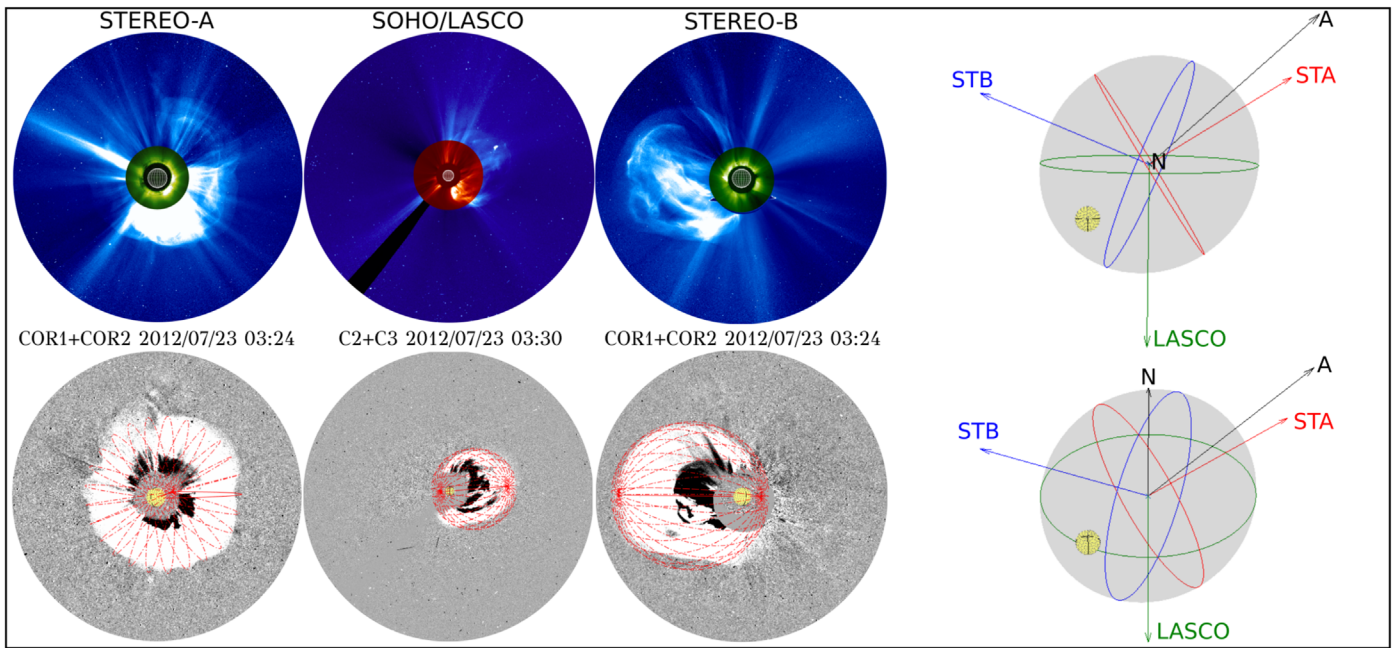 STEREO-A SOHO/LASCO STEREO-B
A
STA
STB
N
LASCO
COR1+COR2 2012/07/23 03:24 C2+C3 2012/07/23 03:30 COR1+COR2 2012/07/23 03:24
A
N
STA
STB
LASCO